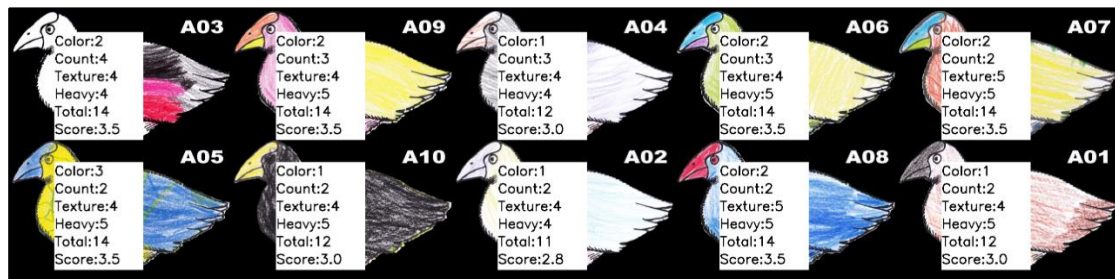 A03
Color:2
Count:4
Texture:4
Heavy:4
Total:14
Score:3.5
A09
Color:2
Count:3
Texture:4
Heavy:5
Total:14
Score:3.5
A04
Color:1
Count:3
Texture:4
Heavy:4
Total:12
Score:3.0
A06
Color:2
Count:3
Texture:4
Heavy:5
Total:14
Score:3.5
A07
Color:2
Count:2
Texture:5
Heavy:5
Total:14
Score:3.5
A05
Color:3
Count:2
Texture:4
Heavy:5
Total:14
Score:3.5
A10
Color:1
Count:2
Texture:4
Heavy:5
Total:12
Score:3.0
A02
Color:1
Count:2
Texture:4
Heavy:4
Total:11
Score:2.8
A08
Color:2
Count:2
Texture:5
Heavy:5
Total:14
Score:3.5
A01
Color:1
Count:2
Texture:4
Heavy:5
Total:12
Score:3.0